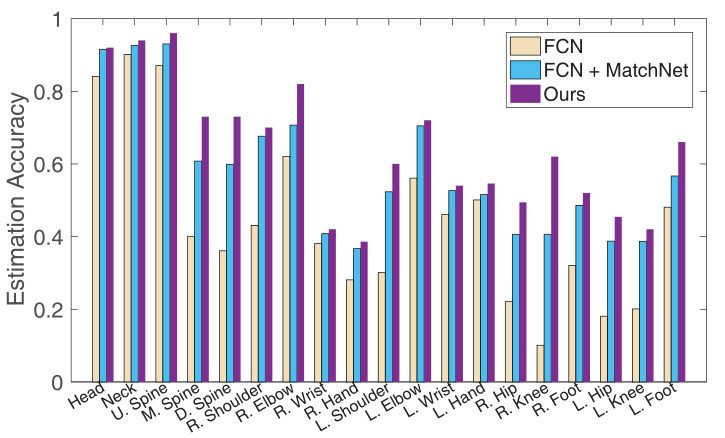 1
0.8
0.6
0.4
0.2
0
Estimation Accuracy
FCN
FCN + MatchNet
Ours
Head
Neck
U. Spine
M. Spine
D. Spine
R. Shoulder
R. Elbow
R. Wrist
R. Hand
L. Shoulder
L. Elbow
L. Wrist
L. Hand
R. Hip
R. Knee
R. Foot
L. Hip
L. Knee
L. Foot